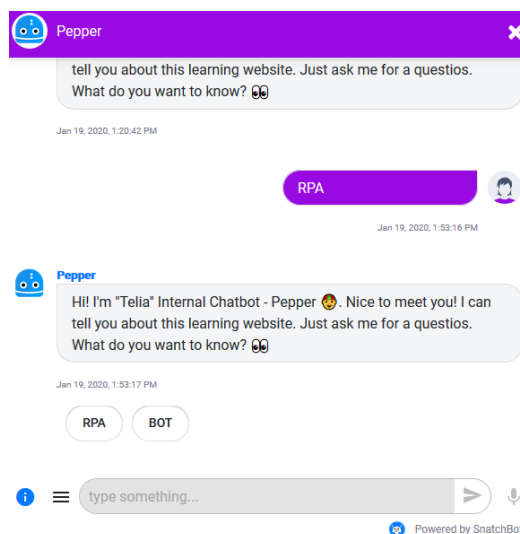 Pepper
tell you about this learning website. Just ask me for a questios.
What do you want to know? 👀
Jan 19, 2020, 1:20:42 PM
RPA
Jan 19, 2020, 1:53:16 PM
Pepper
Hi! I'm "Telia" Internal Chatbot - Pepper. Nice to meet you! I can
tell you about this learning website. Just ask me for a questios.
What do you want to know? 👀
Jan 19, 2020, 1:53:17 PM
RPA BOT
type something...
Powered by SnatchBot